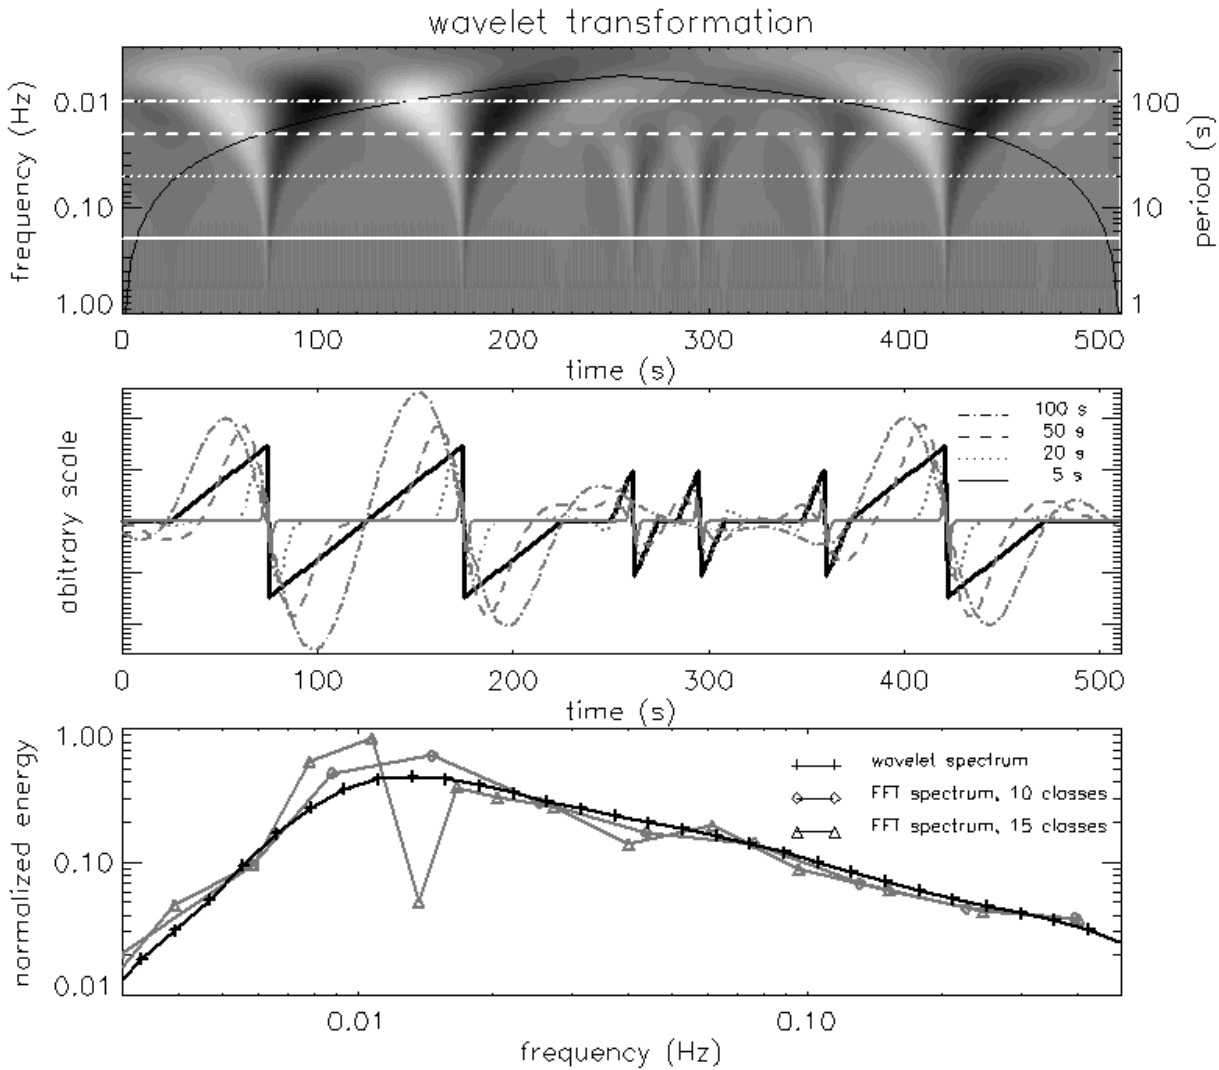 wavelet transformation
frequency (Hz)
0.01
0.10
1.00
100
10
1
period (s)
0 100 200 300 400 500
time (s)
abitrary scale
100 s
50 s
20 s
5 s
0 100 200 300 400 500
time (s)
normalized energy
1.00
0.10
0.01
wavelet spectrum
FFT spectrum, 10 classes
FFT spectrum, 15 classes
0.01 0.10
frequency (Hz)